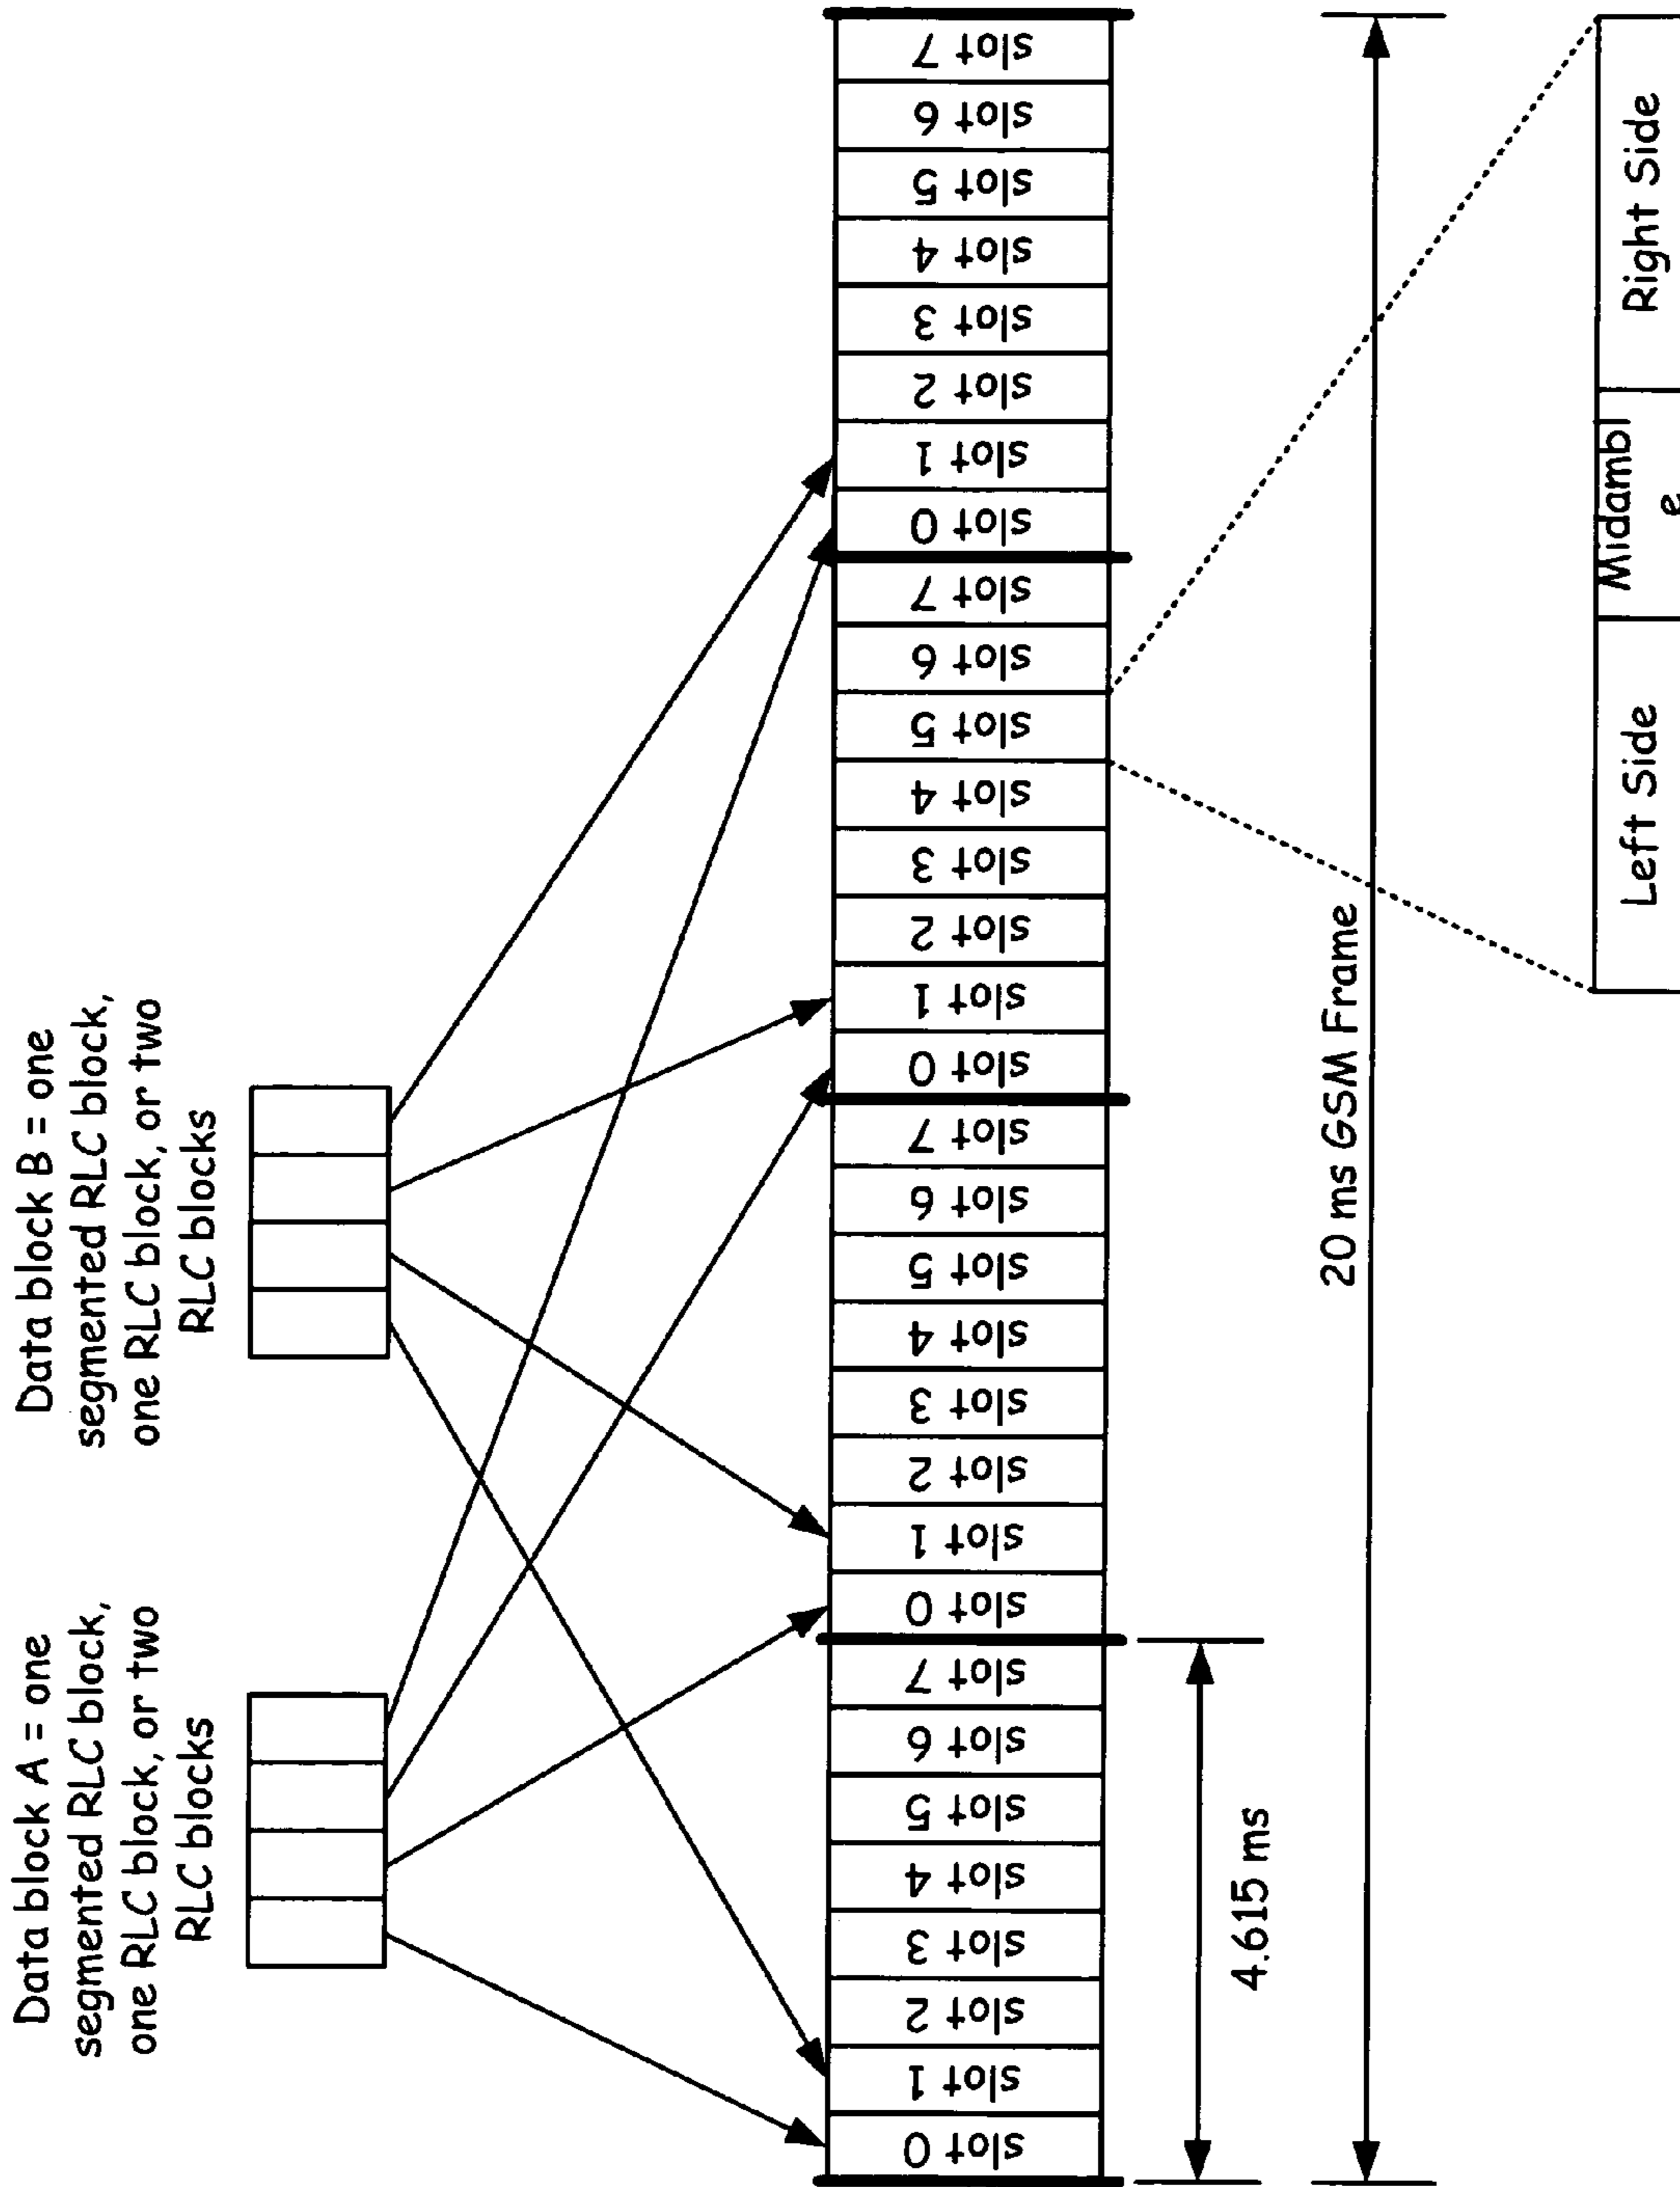 Data block A = one
segmented RLC block,
one RLC block, or two
RLC blocks
Data block B = one
segmented RLC block,
one RLC block, or two
RLC blocks
slot 0
slot 1
slot 2
slot 3
slot 4
slot 5
slot 6
slot 7
slot 0
slot 1
slot 2
slot 3
slot 4
slot 5
slot 6
slot 7
slot 0
slot 1
slot 2
slot 3
slot 4
slot 5
slot 6
slot 7
slot 0
slot 1
slot 2
slot 3
slot 4
slot 5
slot 6
slot 7
4.615 ms
20 ms GSM Frame
Left Side
Midambl
e
Right Side